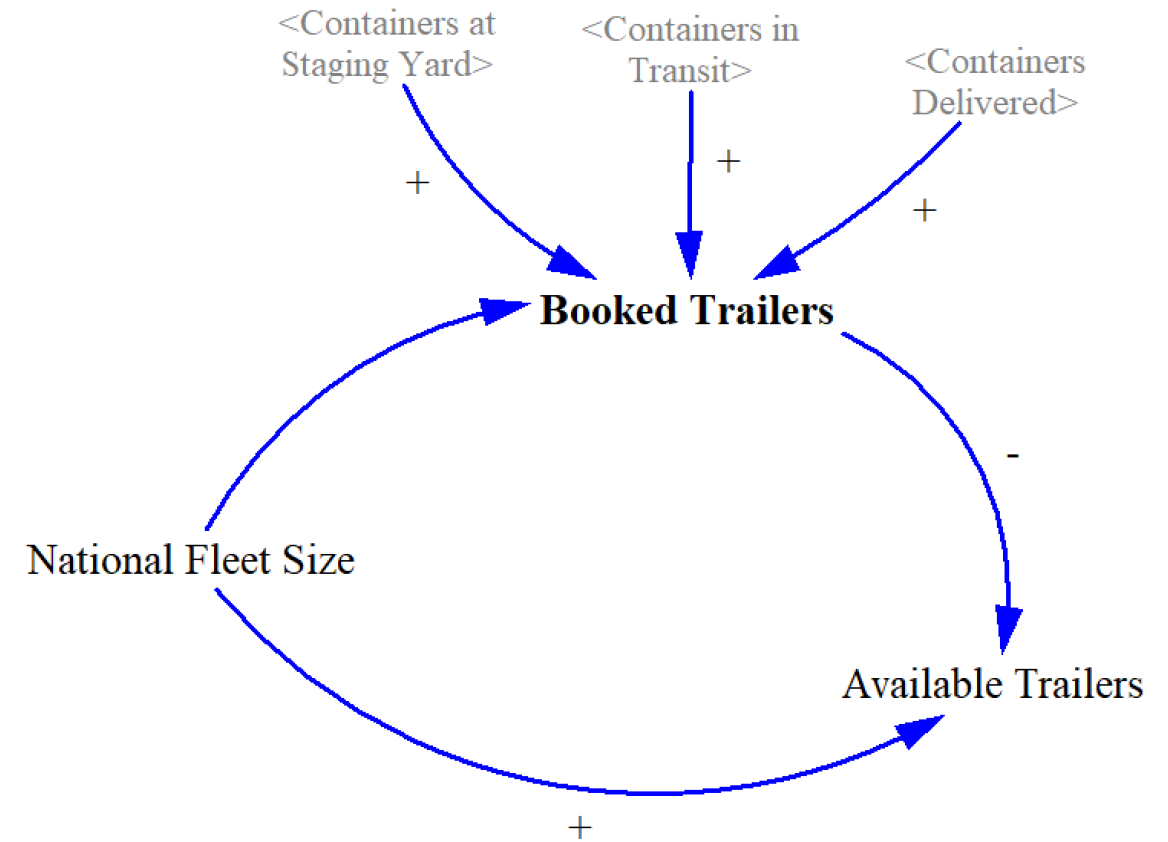 <Containers at
Staging Yard>
<Containers in
Transit>
<Containers
Delivered>
+
+
+
Booked Trailers
-
National Fleet Size
Available Trailers
+